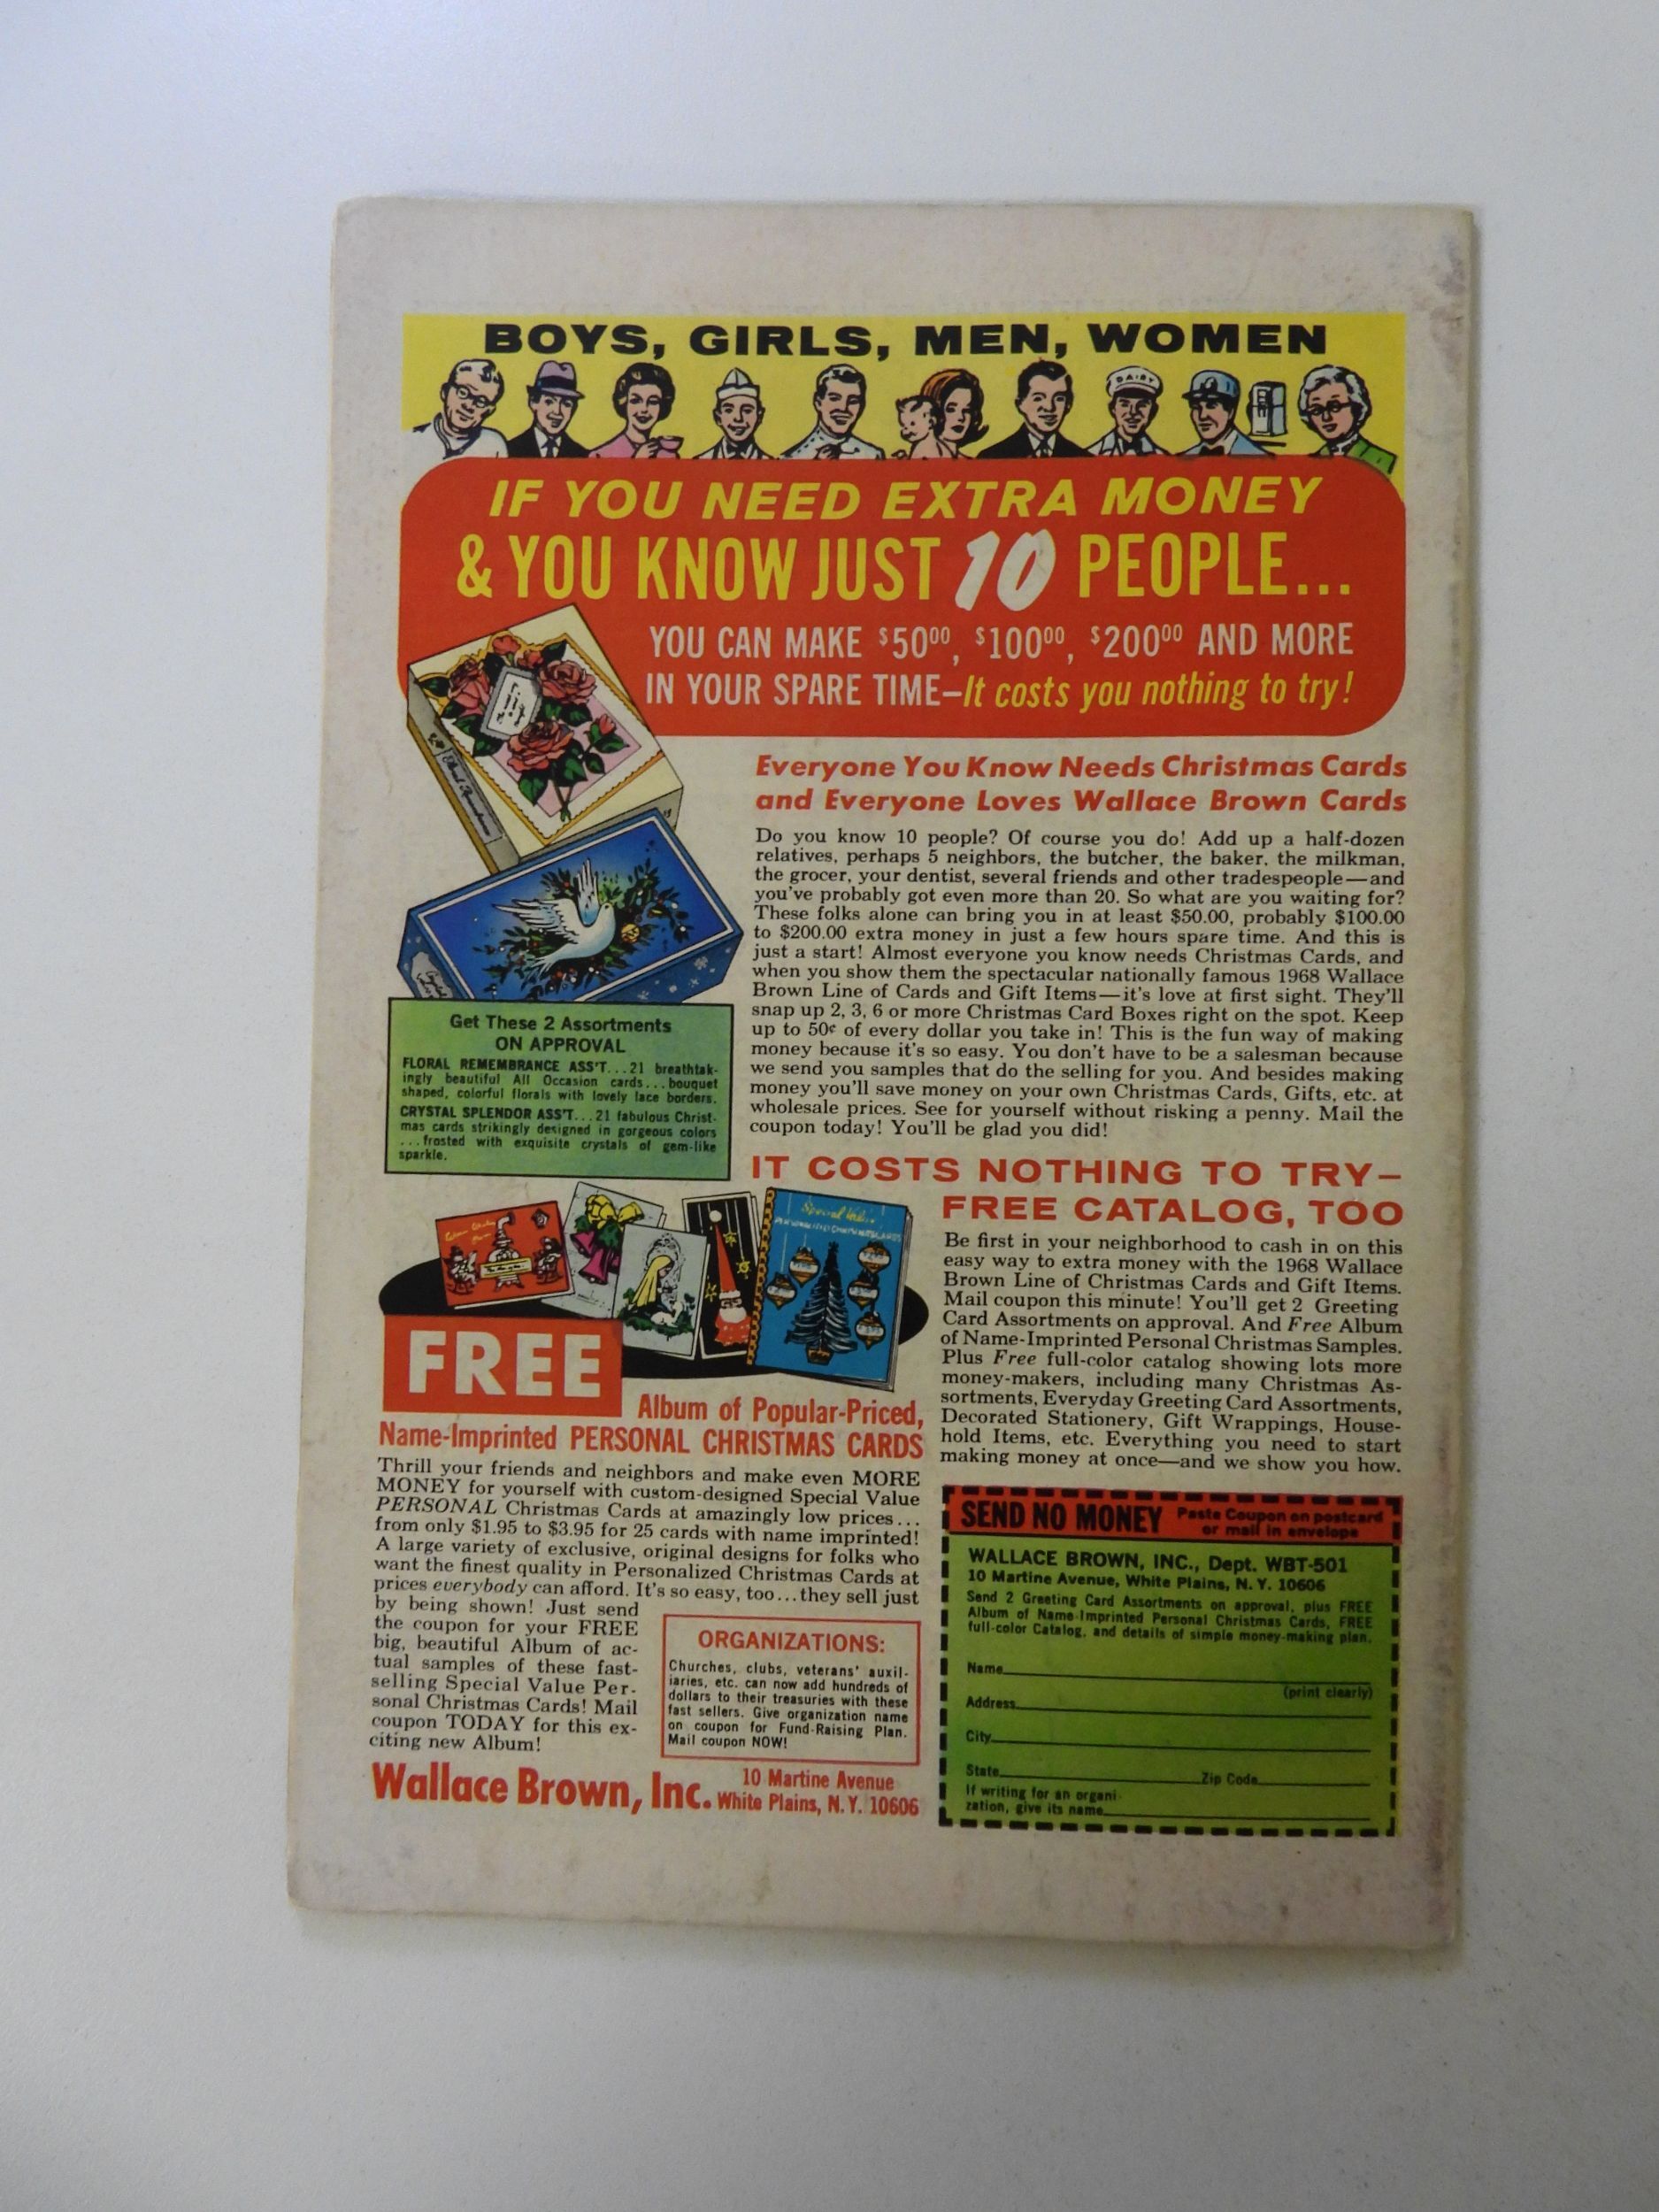 BOYS, GIRLS, MEN, WOMEN
DAIRY
IF YOU NEED EXTRA MONEY
& YOU KNOW JUST 10 PEOPLE...
YOU CAN MAKE $5000, $10000, $20000 AND MORE
IN YOUR SPARE TIME—It costs you nothing to try!
Everyone You Know Needs Christmas Cards
and Everyone Loves Wallace Brown Cards
Do you know 10 people? Of course you do! Add up a half-dozen
relatives, perhaps 5 neighbors, the butcher, the baker, the milkman,
the grocer, your dentist, several friends and other tradespeople—and
you've probably got even more than 20. So what are you waiting for?
These folks alone can bring you in at least $50.00, probably $100.00
to $200.00 extra money in just a few hours spare time. And this is
just a start! Almost everyone you know needs Christmas Cards, and
when you show them the spectacular nationally famous 1968 Wallace
Brown Line of Cards and Gift Items—it's love at first sight. They'll
snap up 2, 3, 6 or more Christmas Card Boxes right on the spot. Keep
up to 50¢ of every dollar you take in! This is the fun way of making
money because it's so easy. You don't have to be a salesman because
we send you samples that do the selling for you. And besides making
money you'll save money on your own Christmas Cards, Gifts, etc. at
wholesale prices. See for yourself without risking a penny. Mail the
coupon today! You'll be glad you did!
Get These 2 Assortments
ON APPROVAL
FLORAL REMEMBRANCE ASS'T...21 breathtak-
ingly beautiful All Occasion cards...bouquet
shaped, colorful florals with lovely lace borders.
CRYSTAL SPLENDOR ASS'T...21 fabulous Christ-
mas cards strikingly designed in gorgeous colors
...frosted with exquisite crystals of gem-like
sparkle.
IT COSTS NOTHING TO TRY—
FREE CATALOG, TOO
Be first in your neighborhood to cash in on this
easy way to extra money with the 1968 Wallace
Brown Line of Christmas Cards and Gift Items.
Mail coupon this minute! You'll get 2 Greeting
Card Assortments on approval. And Free Album
of Name-Imprinted Personal Christmas Samples.
Plus Free full-color catalog showing lots more
money-makers, including many Christmas As-
sortments, Everyday Greeting Card Assortments,
Decorated Stationery, Gift Wrappings, House-
hold Items, etc. Everything you need to start
making money at once—and we show you how.
FREE
Album of Popular-Priced,
Name-Imprinted PERSONAL CHRISTMAS CARDS
Thrill your friends and neighbors and make even MORE
MONEY for yourself with custom-designed Special Value
PERSONAL Christmas Cards at amazingly low prices...
from only $1.95 to $3.95 for 25 cards with name imprinted!
A large variety of exclusive, original designs for folks who
want the finest quality in Personalized Christmas Cards at
prices everybody can afford. It's so easy, too...they sell just
by being shown! Just send
the coupon for your FREE
big, beautiful Album of ac-
tual samples of these fast-
selling Special Value Per-
sonal Christmas Cards! Mail
coupon TODAY for this ex-
citing new Album!
ORGANIZATIONS:
Churches, clubs, veterans' auxil-
iaries, etc. can now add hundreds of
dollars to their treasuries with these
fast sellers. Give organization name
on coupon for Fund-Raising Plan.
Mail coupon NOW!
Wallace Brown, Inc. 10 Martine Avenue
White Plains, N.Y. 10606
SEND NO MONEY Paste Coupon on postcard
or mail in envelope
WALLACE BROWN, INC., Dept. WBT-501
10 Martine Avenue, White Plains, N. Y. 10606
Send 2 Greeting Card Assortments on approval, plus FREE
Album of Name-Imprinted Personal Christmas Cards, FREE
full-color Catalog, and details of simple money-making plan.
Name
(print clearly)
Address
City
State Zip Code
If writing for an organi-
zation, give its name